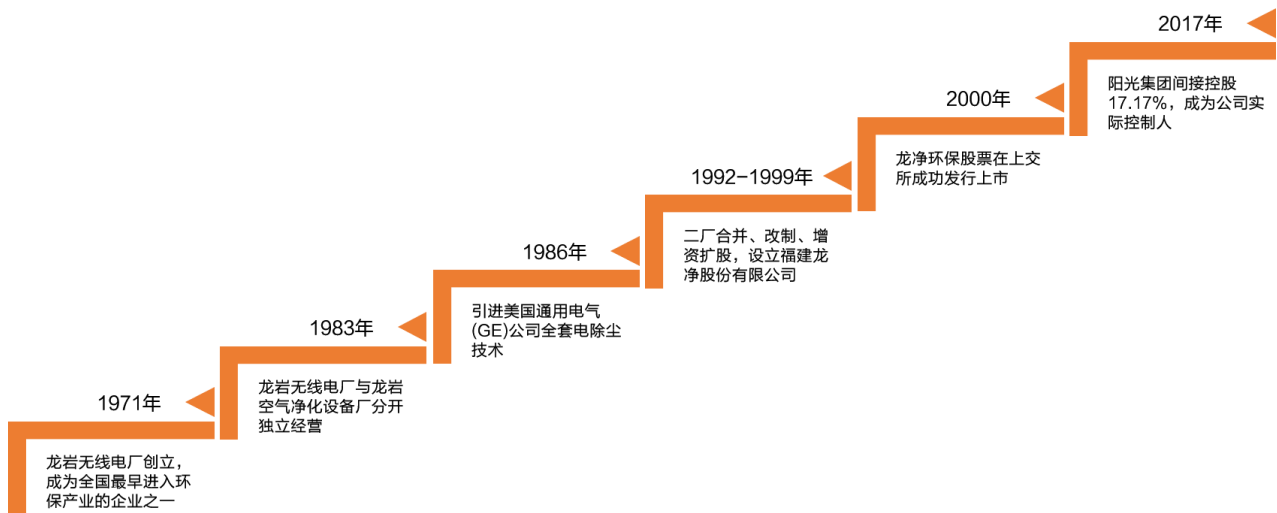 1971年
龙岩无线电厂创立，
成为全国最早进入环
保产业的企业之一
1983年
龙岩无线电厂与龙岩
空气净化设备厂分开
独立经营
1986年
引进美国通用电气
(GE)公司全套电除尘
技术
1992-1999年
二厂合并、改制、增
资扩股，设立福建龙
净股份有限公司
2000年
龙净环保股票在上交
所成功发行上市
2017年
阳光集团间接控股
17.17%，成为公司实
际控制人